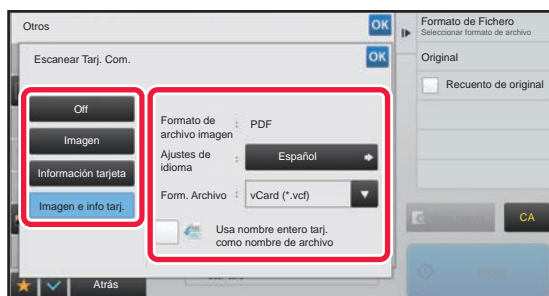 Otros
OK
Formato de Fichero
Seleccionar formato de archivo
Escanear Tarj. Com.
OK
Original
Recuento de original
Off
Imagen
Información tarjeta
Imagen e info tarj.
Formato de
archivo imagen : PDF
Ajustes de
idioma : Español
Form. Archivo : vCard (*.vcf)
Usa nombre entero tarj.
como nombre de archivo
CA
Atrás